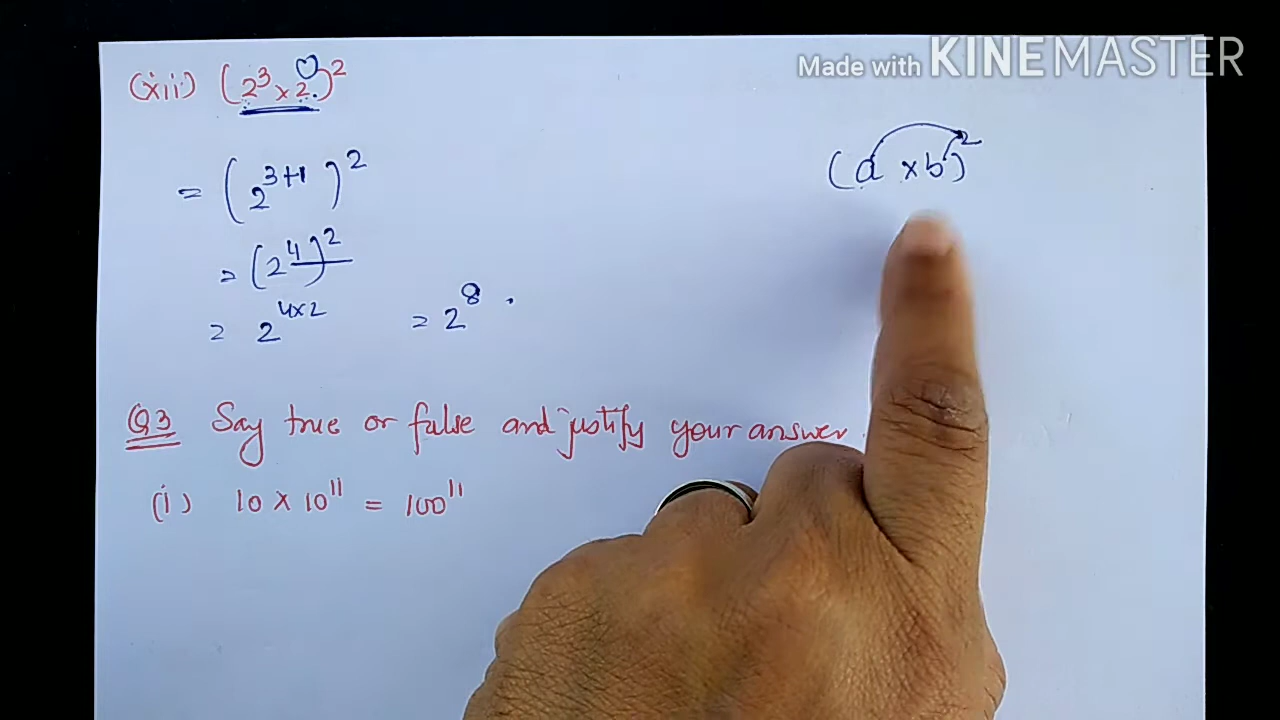 Made with KINEMASTER
(xii) (2³ × 2)²
(a × b)²
= (2³⁺¹)²
= (2⁴)²
= 2⁴ˣ² = 2⁸.
Q3 Say true or false and justify your answer.
(i) 10 × 10¹¹ = 100¹¹